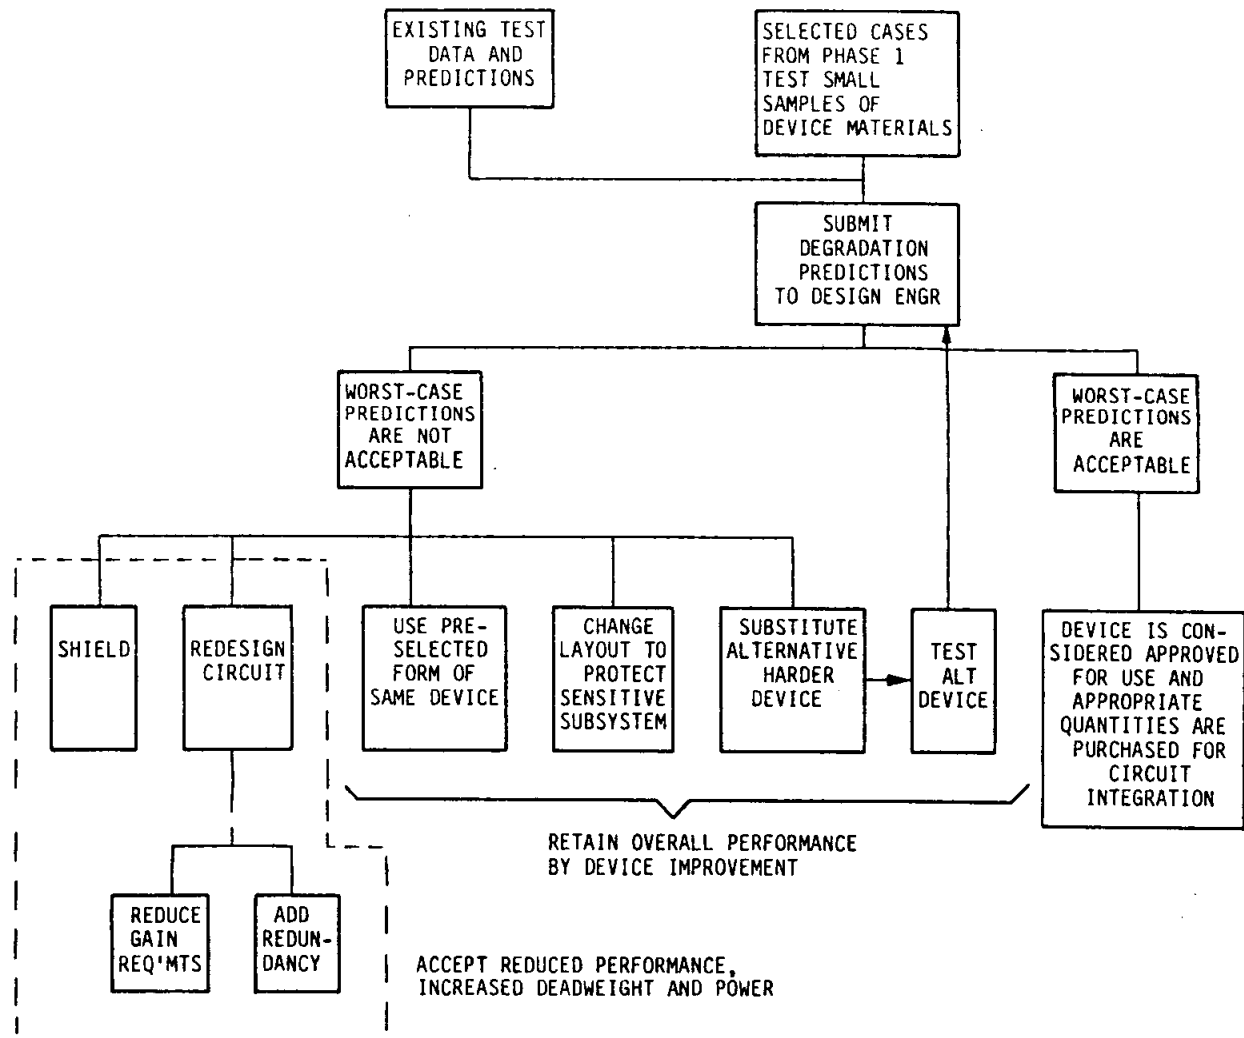 EXISTING TEST
DATA AND
PREDICTIONS
SELECTED CASES
FROM PHASE 1
TEST SMALL
SAMPLES OF
DEVICE MATERIALS
SUBMIT
DEGRADATION
PREDICTIONS
TO DESIGN ENGR
WORST-CASE
PREDICTIONS
ARE NOT
ACCEPTABLE
WORST-CASE
PREDICTIONS
ARE
ACCEPTABLE
SHIELD
REDESIGN
CIRCUIT
USE PRE-
SELECTED
FORM OF
SAME DEVICE
CHANGE
LAYOUT TO
PROTECT
SENSITIVE
SUBSYSTEM
SUBSTITUTE
ALTERNATIVE
HARDER
DEVICE
TEST
ALT
DEVICE
DEVICE IS CON-
SIDERED APPROVED
FOR USE AND
APPROPRIATE
QUANTITIES ARE
PURCHASED FOR
CIRCUIT
INTEGRATION
RETAIN OVERALL PERFORMANCE
BY DEVICE IMPROVEMENT
REDUCE
GAIN
REQ'MTS
ADD
REDUN-
DANCY
ACCEPT REDUCED PERFORMANCE,
INCREASED DEADWEIGHT AND POWER